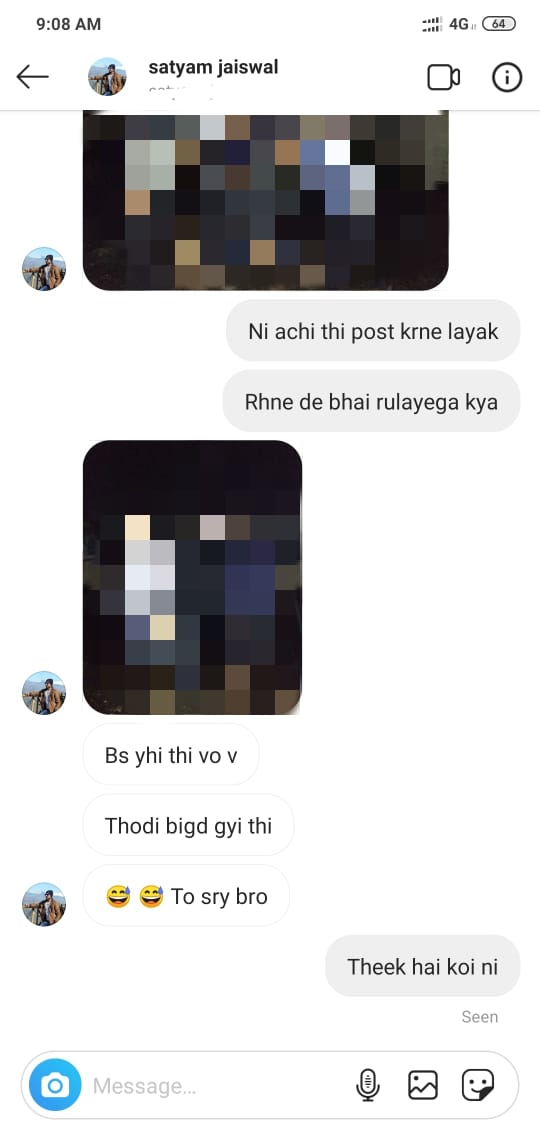 9:08 AM 4G 64
satyam jaiswal
Ni achi thi post krne layak
Rhne de bhai rulayega kya
Bs yhi thi vo v
Thodi bigd gyi thi
😅 😅 To sry bro
Theek hai koi ni
Seen
Message...